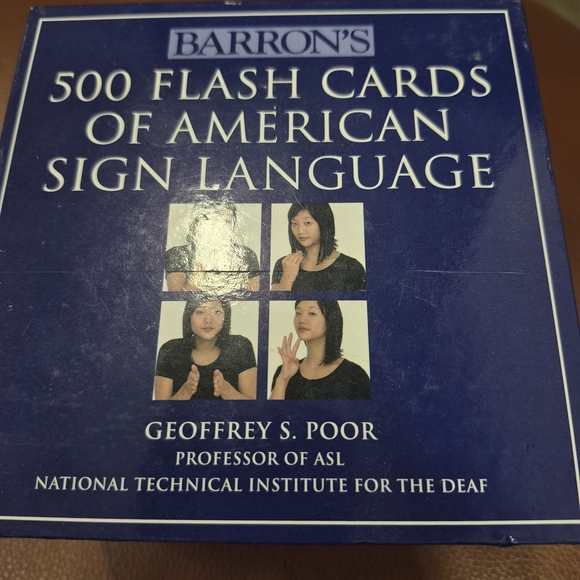 BARRON'S
500 FLASH CARDS
OF AMERICAN
SIGN LANGUAGE
GEOFFREY S. POOR
PROFESSOR OF ASL
NATIONAL TECHNICAL INSTITUTE FOR THE DEAF